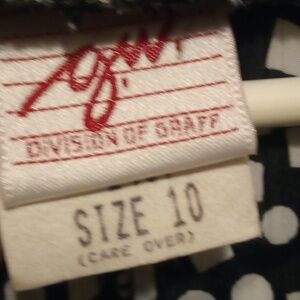 DIVISION OF GRAFF
SIZE 10
(CARE OVER)